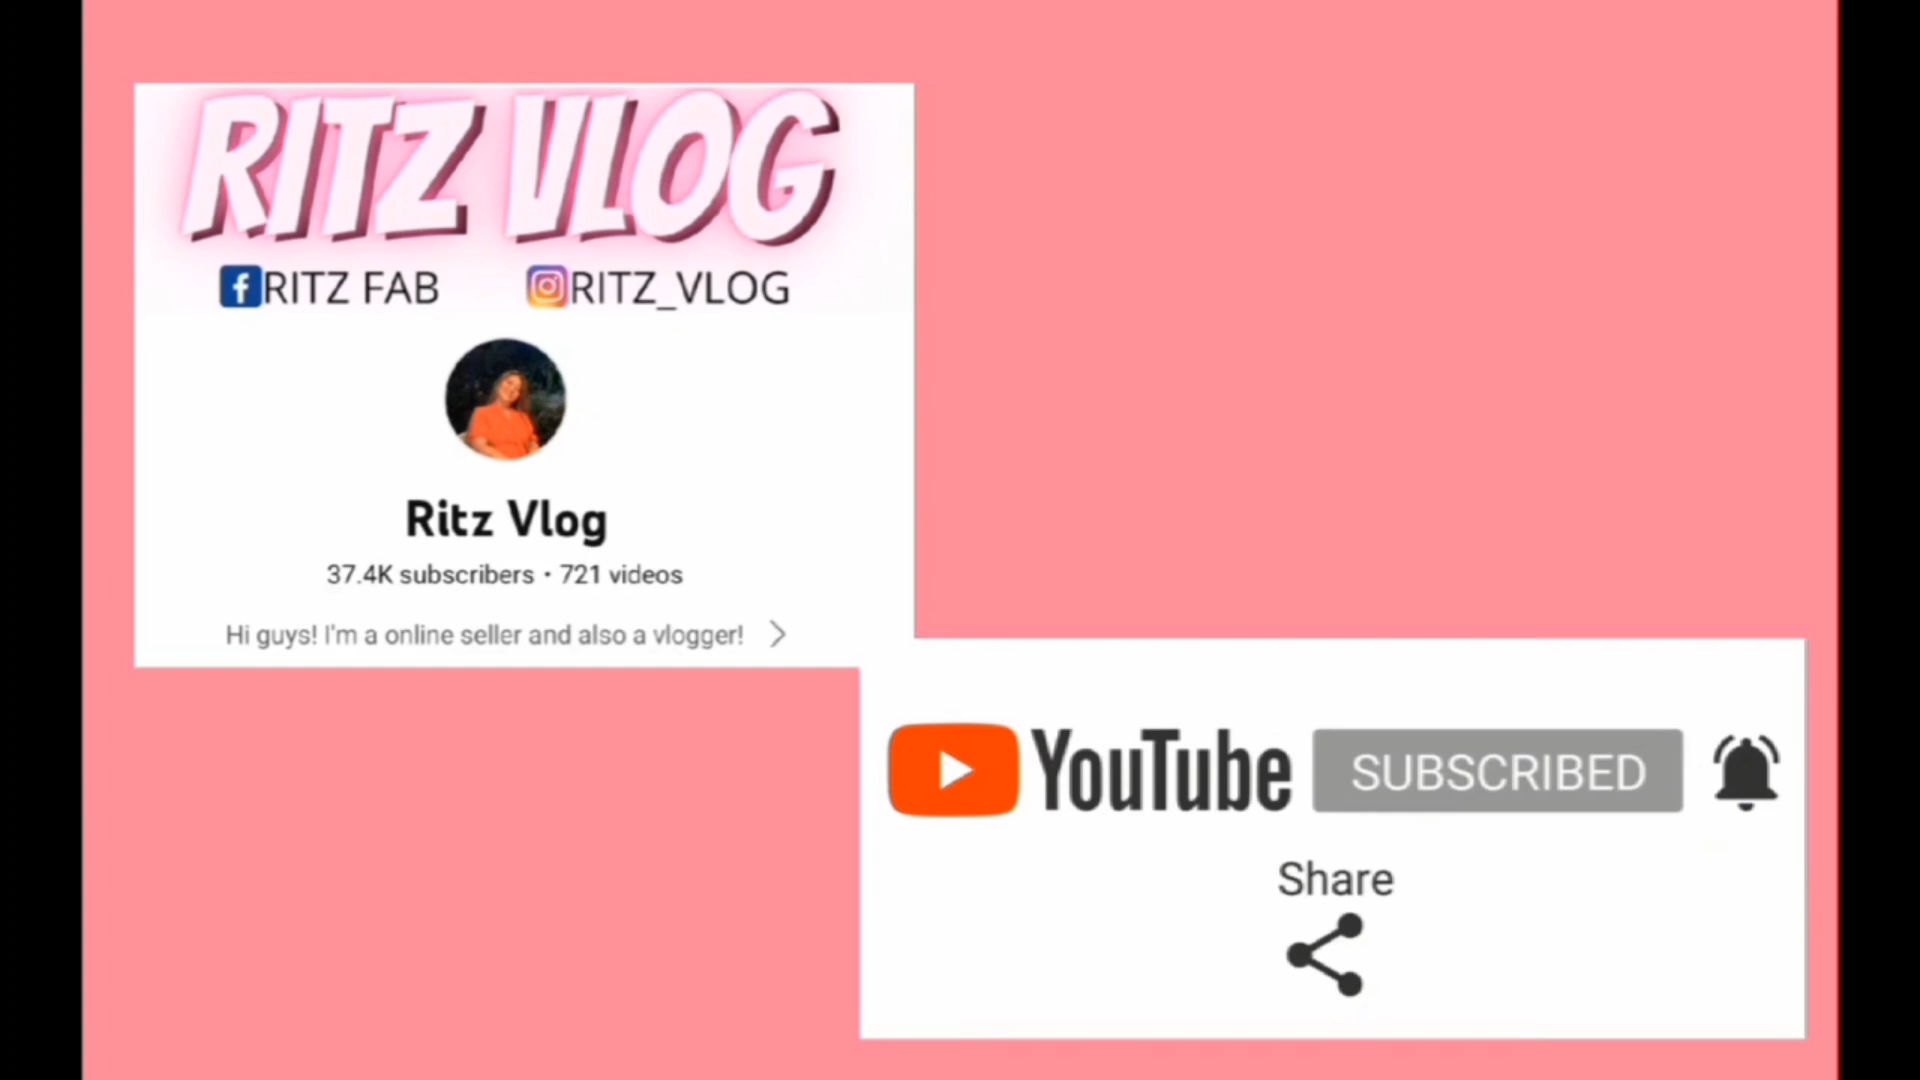 RITZ VLOG
RITZ FAB RITZ_VLOG
Ritz Vlog
37.4K subscribers • 721 videos
Hi guys! I'm a online seller and also a vlogger!
YouTube SUBSCRIBED
Share